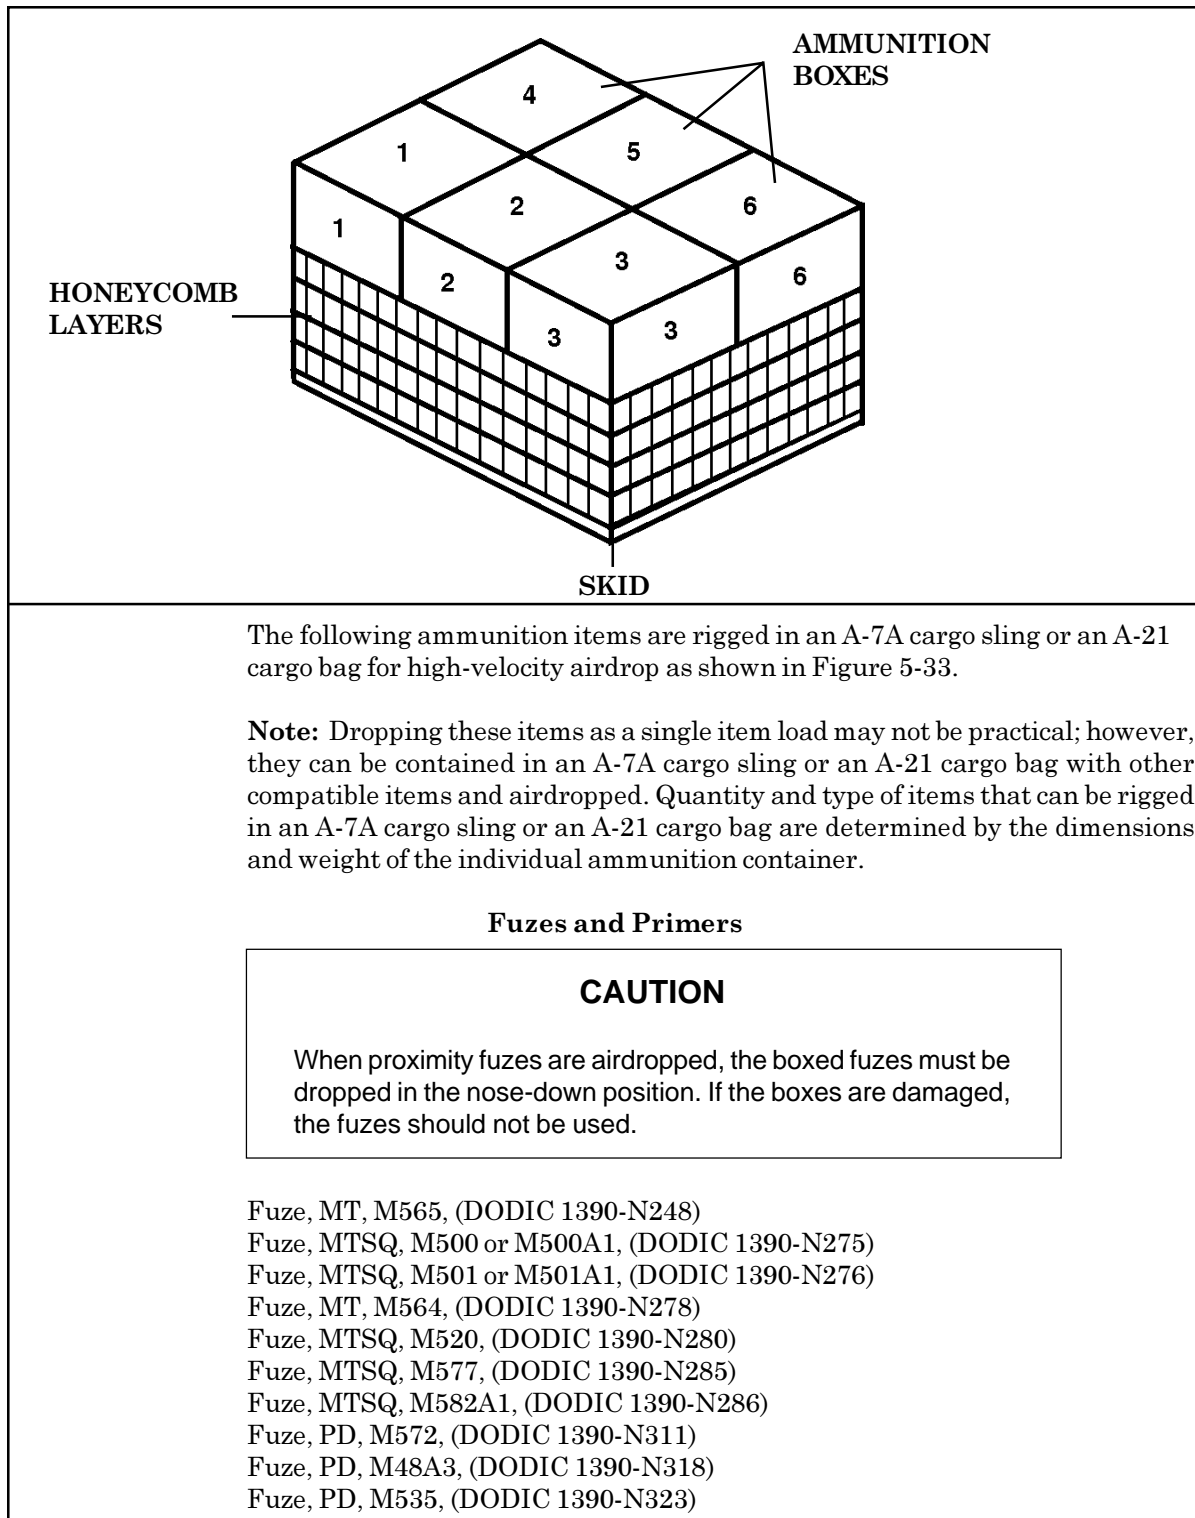 AMMUNITION
BOXES
4
1
5
2
6
1
3
2
6
3
3
HONEYCOMB
LAYERS
SKID
The following ammunition items are rigged in an A-7A cargo sling or an A-21
cargo bag for high-velocity airdrop as shown in Figure 5-33.
Note: Dropping these items as a single item load may not be practical; however,
they can be contained in an A-7A cargo sling or an A-21 cargo bag with other
compatible items and airdropped. Quantity and type of items that can be rigged
in an A-7A cargo sling or an A-21 cargo bag are determined by the dimensions
and weight of the individual ammunition container.
Fuzes and Primers
CAUTION
When proximity fuzes are airdropped, the boxed fuzes must be
dropped in the nose-down position. If the boxes are damaged,
the fuzes should not be used.
Fuze, MT, M565, (DODIC 1390-N248)
Fuze, MTSQ, M500 or M500A1, (DODIC 1390-N275)
Fuze, MTSQ, M501 or M501A1, (DODIC 1390-N276)
Fuze, MT, M564, (DODIC 1390-N278)
Fuze, MTSQ, M520, (DODIC 1390-N280)
Fuze, MTSQ, M577, (DODIC 1390-N285)
Fuze, MTSQ, M582A1, (DODIC 1390-N286)
Fuze, PD, M572, (DODIC 1390-N311)
Fuze, PD, M48A3, (DODIC 1390-N318)
Fuze, PD, M535, (DODIC 1390-N323)